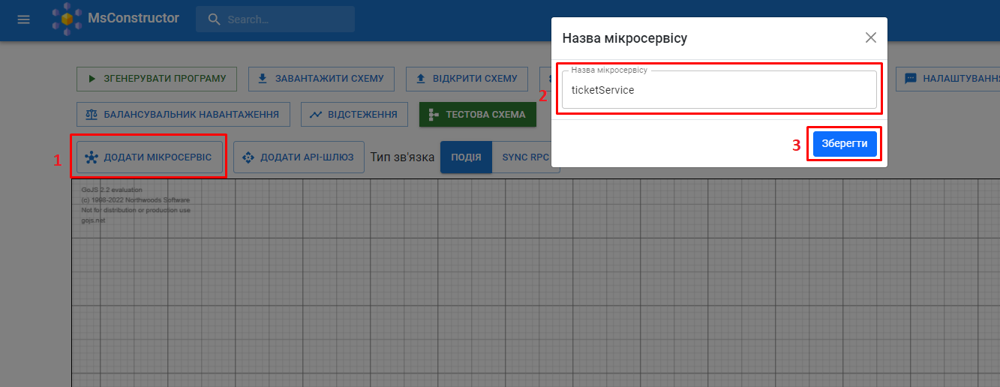 MsConstructor
Search...
Назва мікросервісу
ЗГЕНЕРУВАТИ ПРОГРАМУ
ЗАВАНТАЖИТИ СХЕМУ
ВІДКРИТИ СХЕМУ
НАЛАШТУВАННЯ
Назва мікросервісу
2
ticketService
БАЛАНСУВАЛЬНИК НАВАНТАЖЕННЯ
ВІДСТЕЖЕННЯ
ТЕСТОВА СХЕМА
3
Зберегти
1
ДОДАТИ МІКРОСЕРВІС
ДОДАТИ API-ШЛЮЗ
Тип зв'язка
ПОДІЯ
SYNC RPC
GoJS 2.2 evaluation
(c) 1998-2022 Northwoods Software
Not for distribution or production use
gojs.net